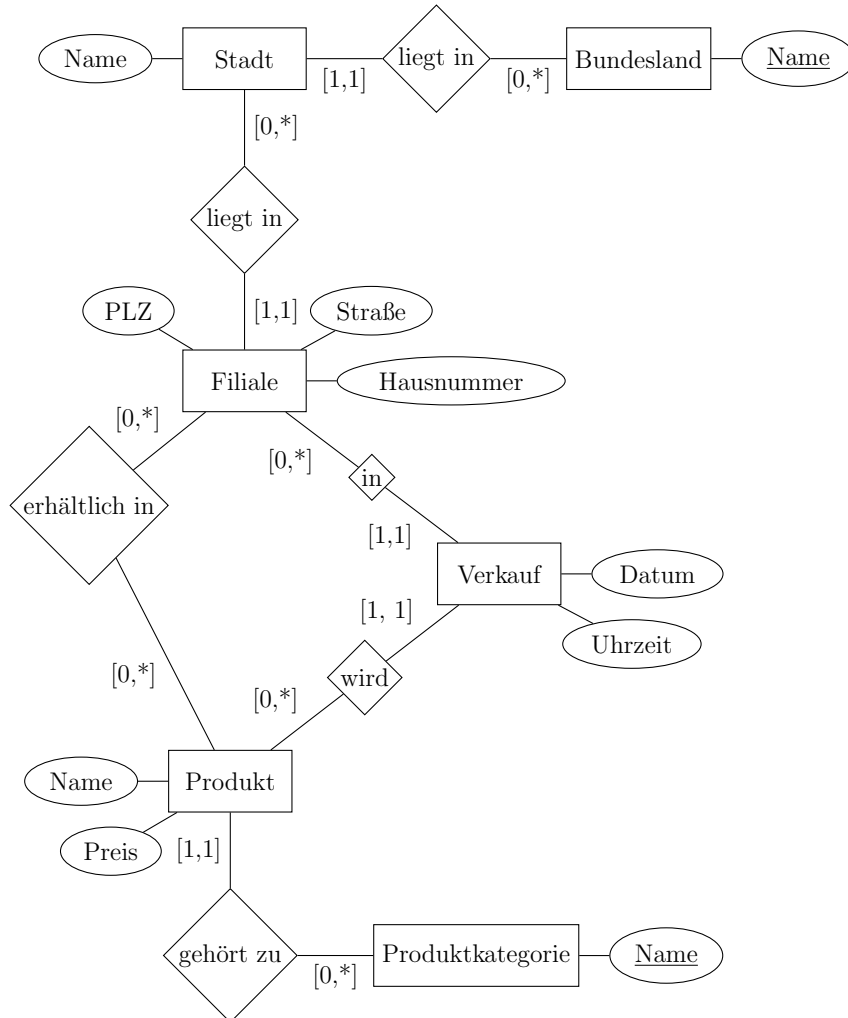 Name
Stadt
[1,1]
liegt in
[0,*]
Bundesland
Name
[0,*]
liegt in
[1,1]
PLZ
Straße
Filiale
Hausnummer
[0,*]
[0,*]
in
erhältlich in
[1,1]
Verkauf
Datum
[1, 1]
Uhrzeit
[0,*]
wird
[0,*]
Name
Produkt
Preis
[1,1]
gehört zu
[0,*]
Produktkategorie
Name